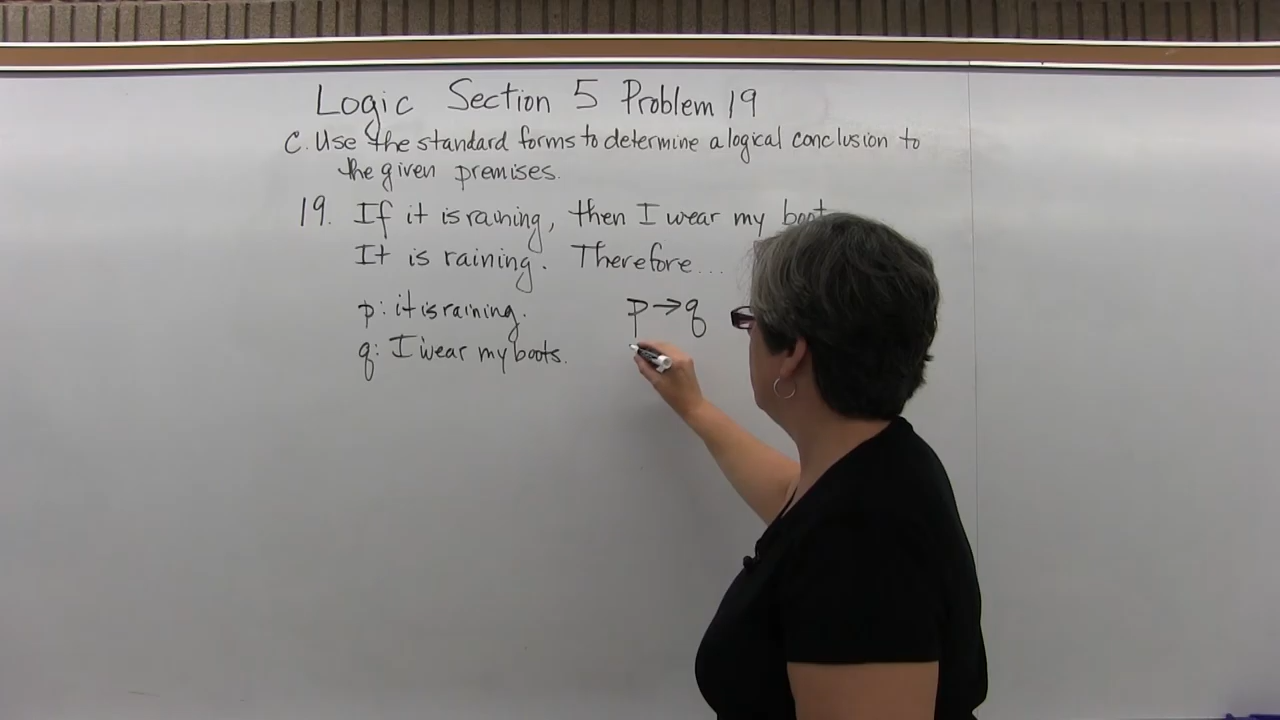 Logic Section 5 Problem 19
C. Use the standard forms to determine a logical conclusion to
the given premises.
19. If it is raining, then I wear my
It is raining. Therefore...
p: it is raining. p → q
q: I wear my boots.